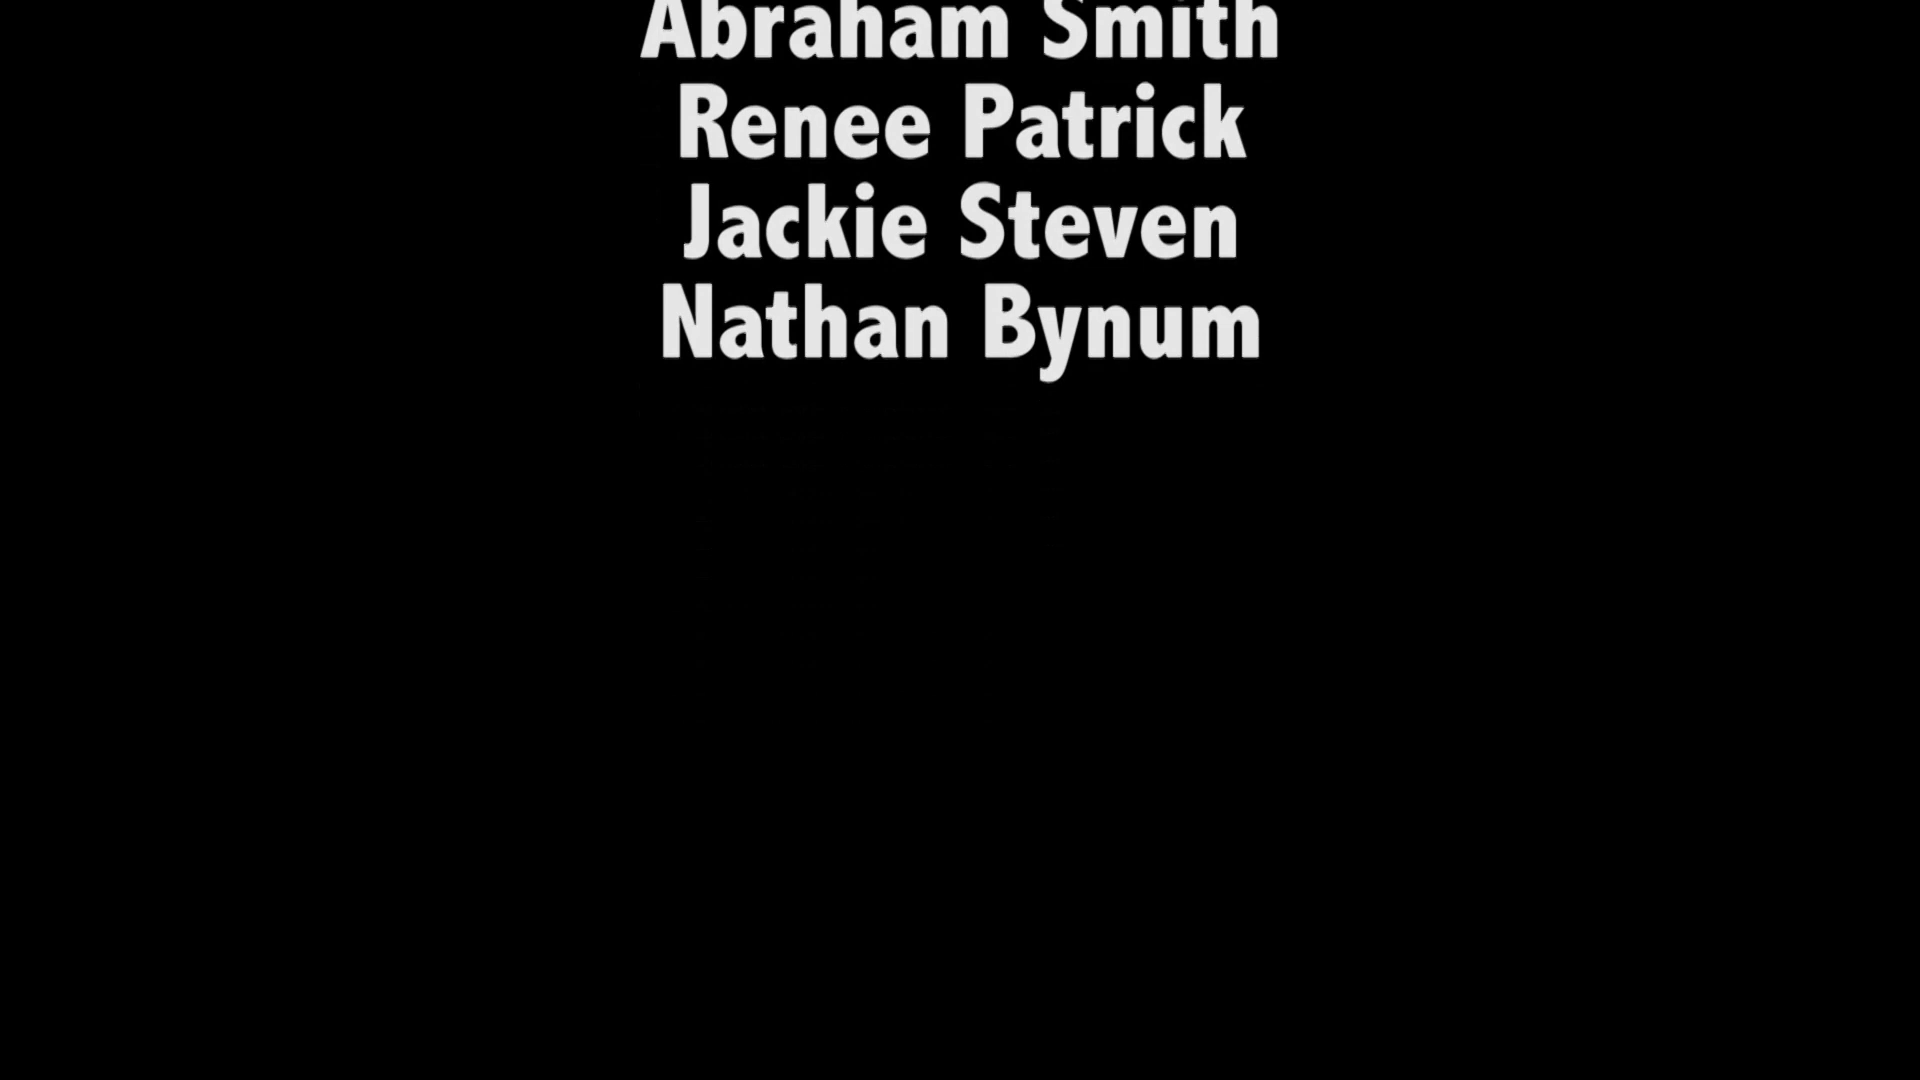 Abraham Smith
Renee Patrick
Jackie Steven
Nathan Bynum